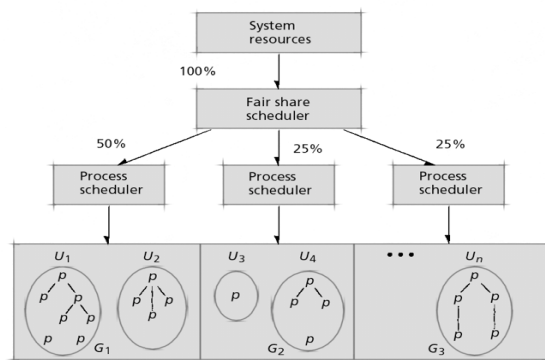 System
resources
100%
Fair share
scheduler
50%
25%
25%
Process
scheduler
Process
scheduler
Process
scheduler
U1 U2 U3 U4 ••• Un
p p p p
p p p p p p p p p p
p p p p p
p p p
G1 G2 G3